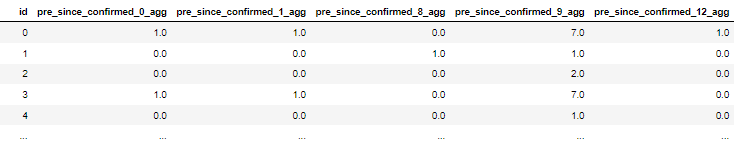 id pre_since_confirmed_0_agg pre_since_confirmed_1_agg pre_since_confirmed_8_agg pre_since_confirmed_9_agg pre_since_confirmed_12_agg
0 1.0 1.0 0.0 7.0 1.0
1 0.0 0.0 1.0 1.0 0.0
2 0.0 0.0 0.0 2.0 0.0
3 1.0 1.0 0.0 7.0 0.0
4 0.0 0.0 0.0 1.0 0.0
... ... ... ... ... ...